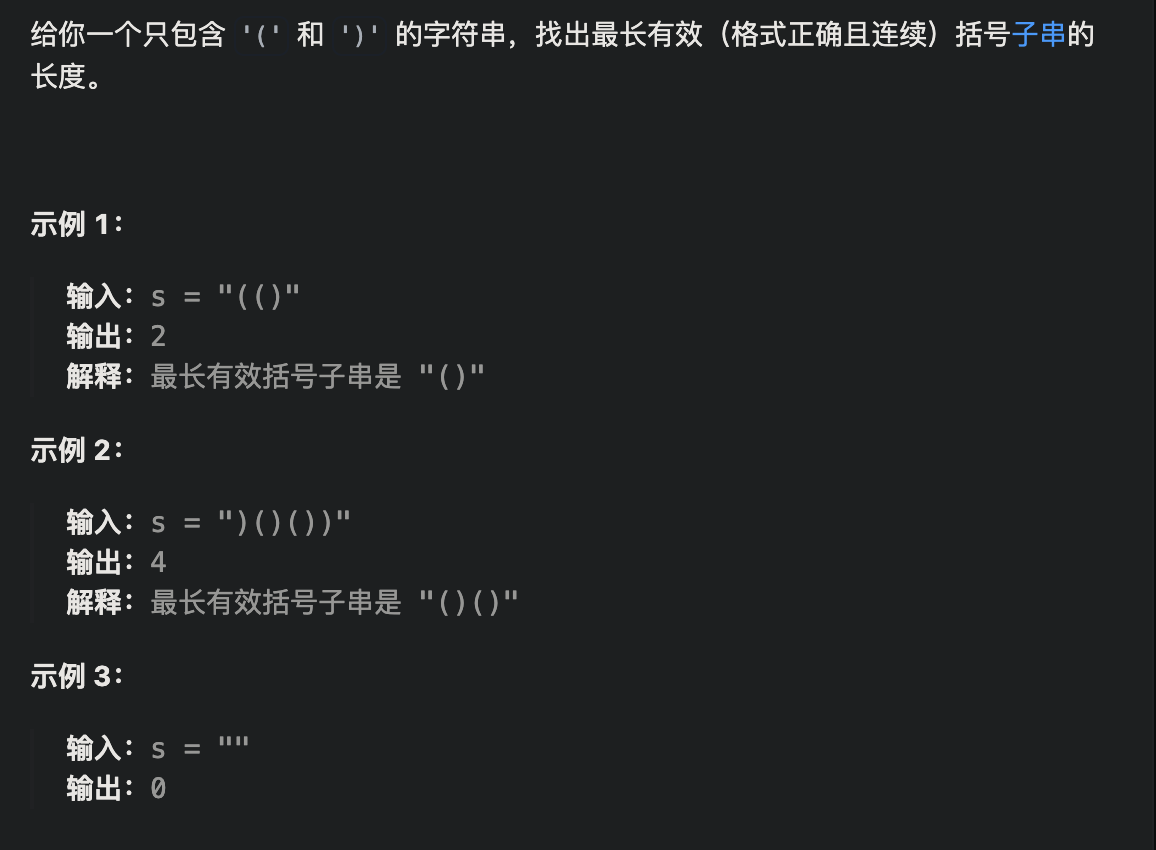 给你一个只包含 '(' 和 ')' 的字符串，找出最长有效（格式正确且连续）括号子串的
长度。
示例 1：
输入：s = "(()"
输出：2
解释：最长有效括号子串是 "()"
示例 2：
输入：s = ")()())"
输出：4
解释：最长有效括号子串是 "()()"
示例 3：
输入：s = ""
输出：0